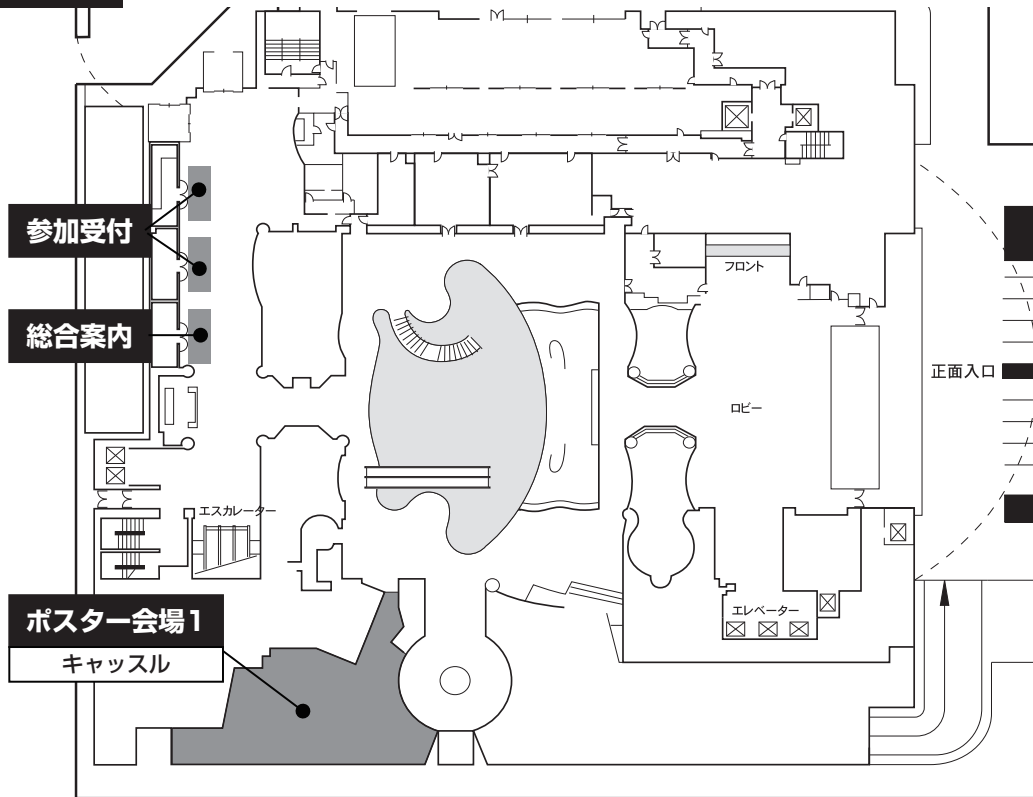 参加受付
フロント
総合案内
正面入口
ロビー
エスカレーター
ポスター会場1
キャッスル
エレベーター